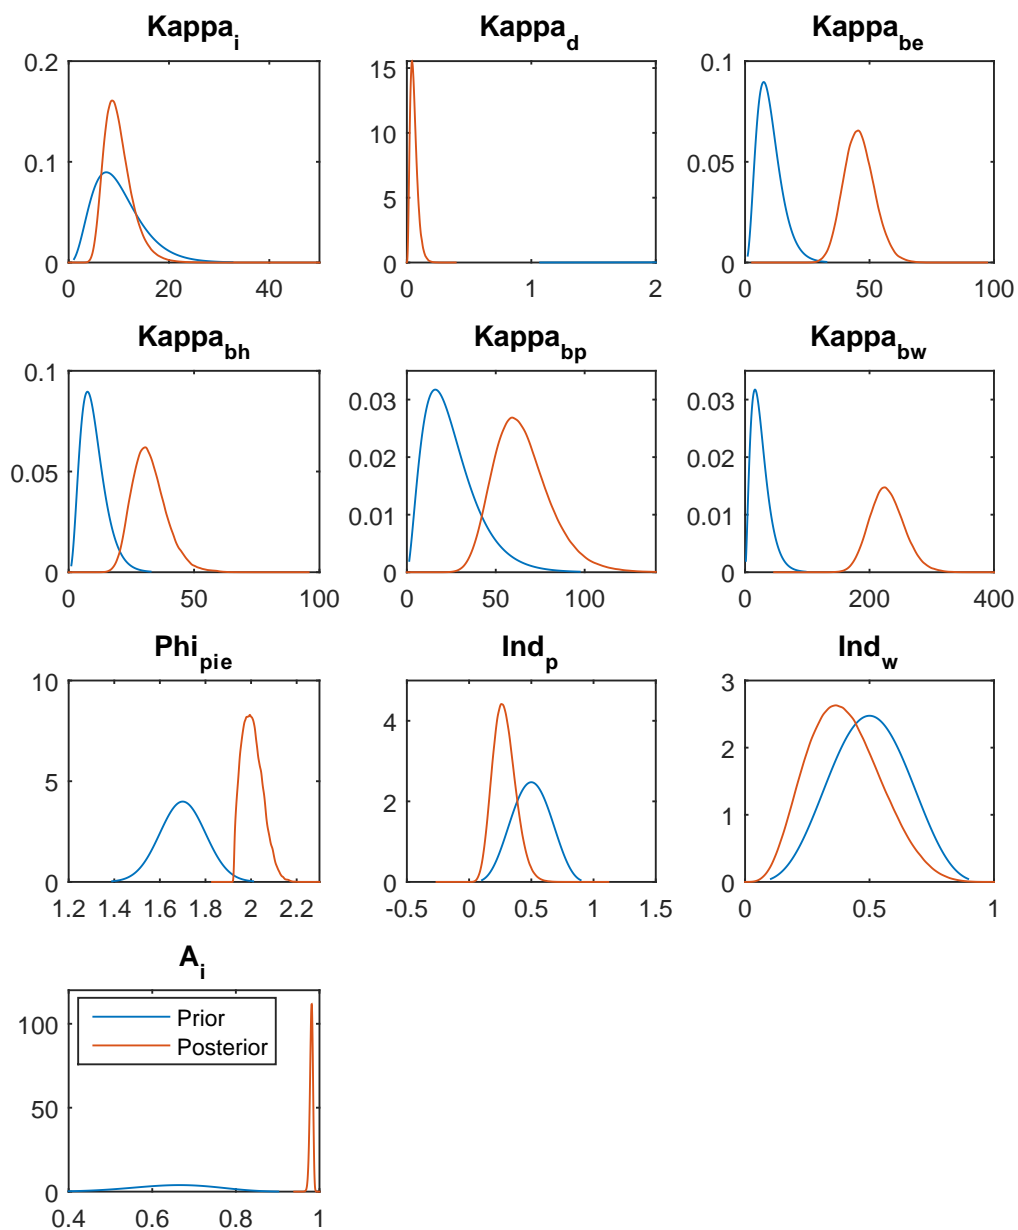 Kappa_i Kappa_d Kappa_be
0.2 15 0.1
0.1 10 0.05
5
0 0 0
0 20 40 0 1 2 0 50 100
Kappa_bh Kappa_bp Kappa_bw
0.1 0.03 0.03
0.05 0.02 0.02
0.01 0.01
0 0 0
0 50 100 0 50 100 0 200 400
Phi_pie Ind_p Ind_w
10 4 3
5 2 2
1
0 0 0
1.2 1.4 1.6 1.8 2 2.2 -0.5 0 0.5 1 1.5 0 0.5 1
A_i
100 Prior
Posterior
50
0
0.4 0.6 0.8 1